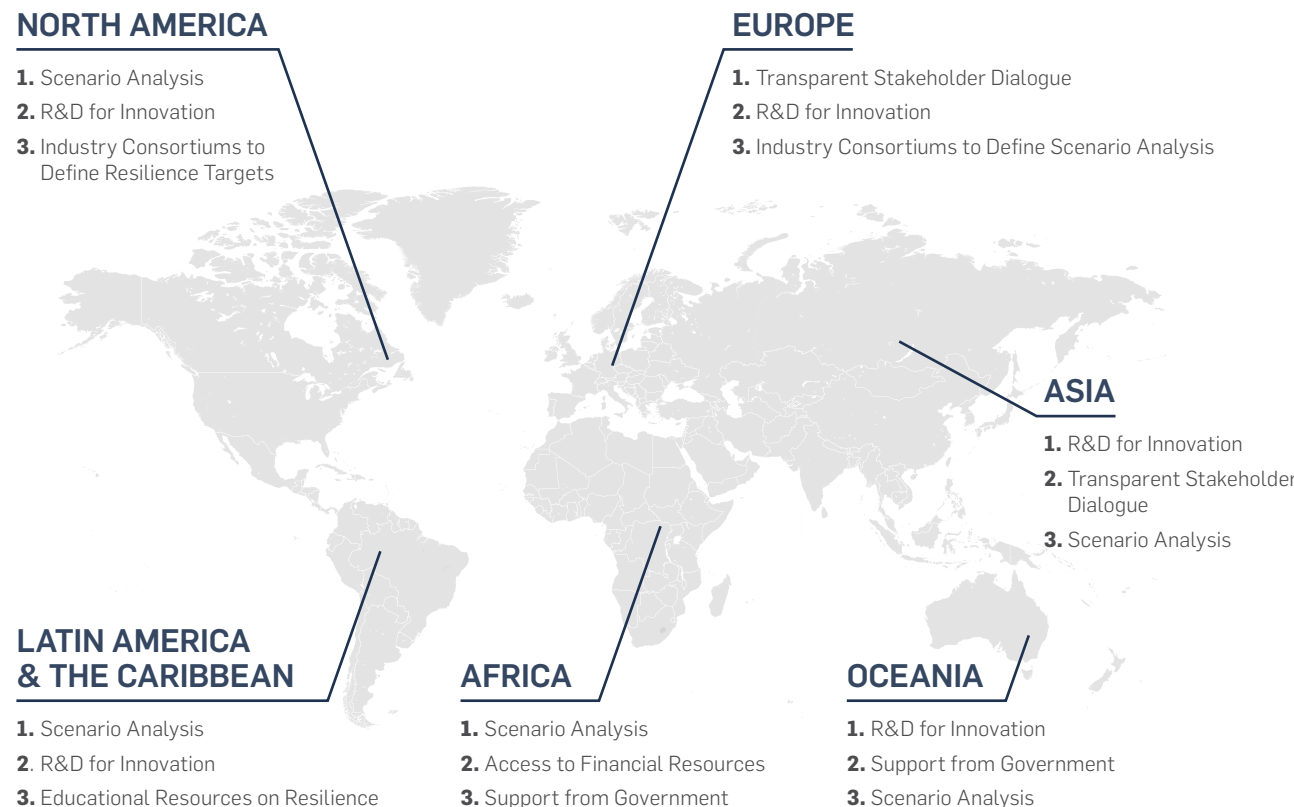 NORTH AMERICA
1. Scenario Analysis
2. R&D for Innovation
3. Industry Consortiums to
Define Resilience Targets
EUROPE
1. Transparent Stakeholder Dialogue
2. R&D for Innovation
3. Industry Consortiums to Define Scenario Analysis
ASIA
1. R&D for Innovation
2. Transparent Stakeholder
Dialogue
3. Scenario Analysis
LATIN AMERICA
& THE CARIBBEAN
1. Scenario Analysis
2. R&D for Innovation
3. Educational Resources on Resilience
AFRICA
1. Scenario Analysis
2. Access to Financial Resources
3. Support from Government
OCEANIA
1. R&D for Innovation
2. Support from Government
3. Scenario Analysis